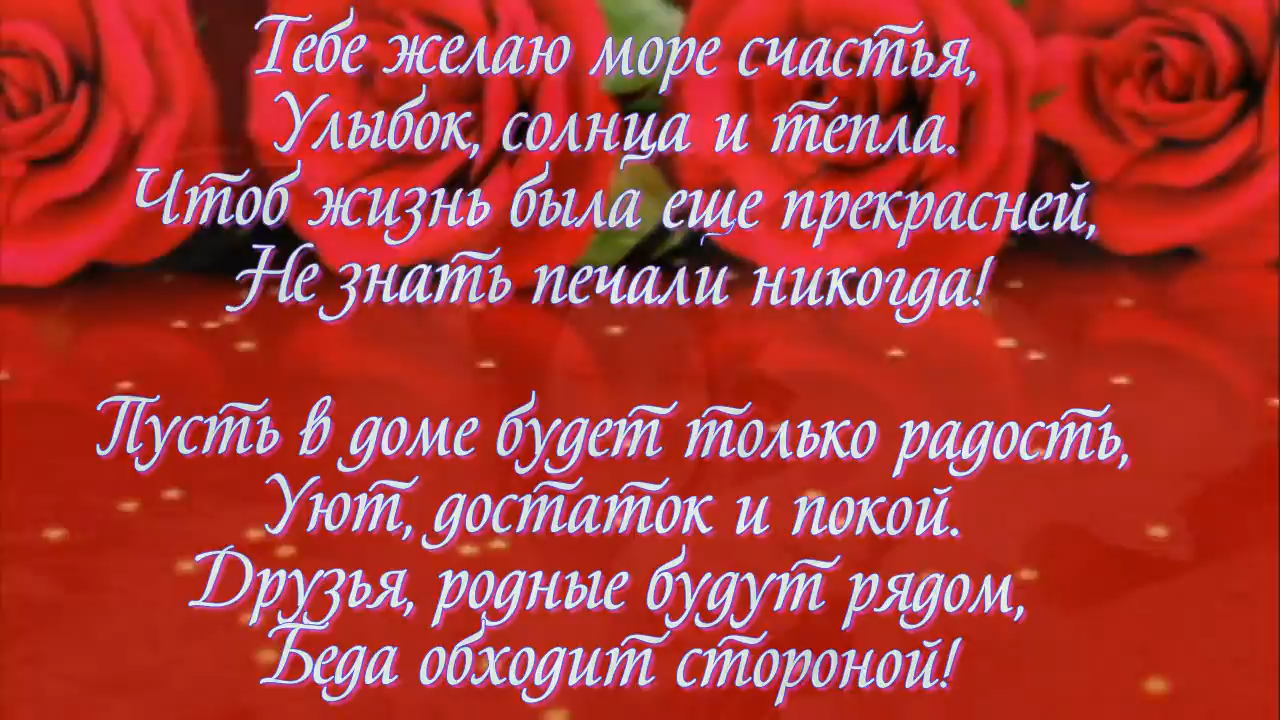 Тебе желаю море счастья,
Улыбок, солнца и тепла.
Чтоб жизнь была еще прекрасней,
Не знать печали никогда!
Пусть в доме будет только радость,
Уют, достаток и покой.
Друзья, родные будут рядом,
Беда обходит стороной!